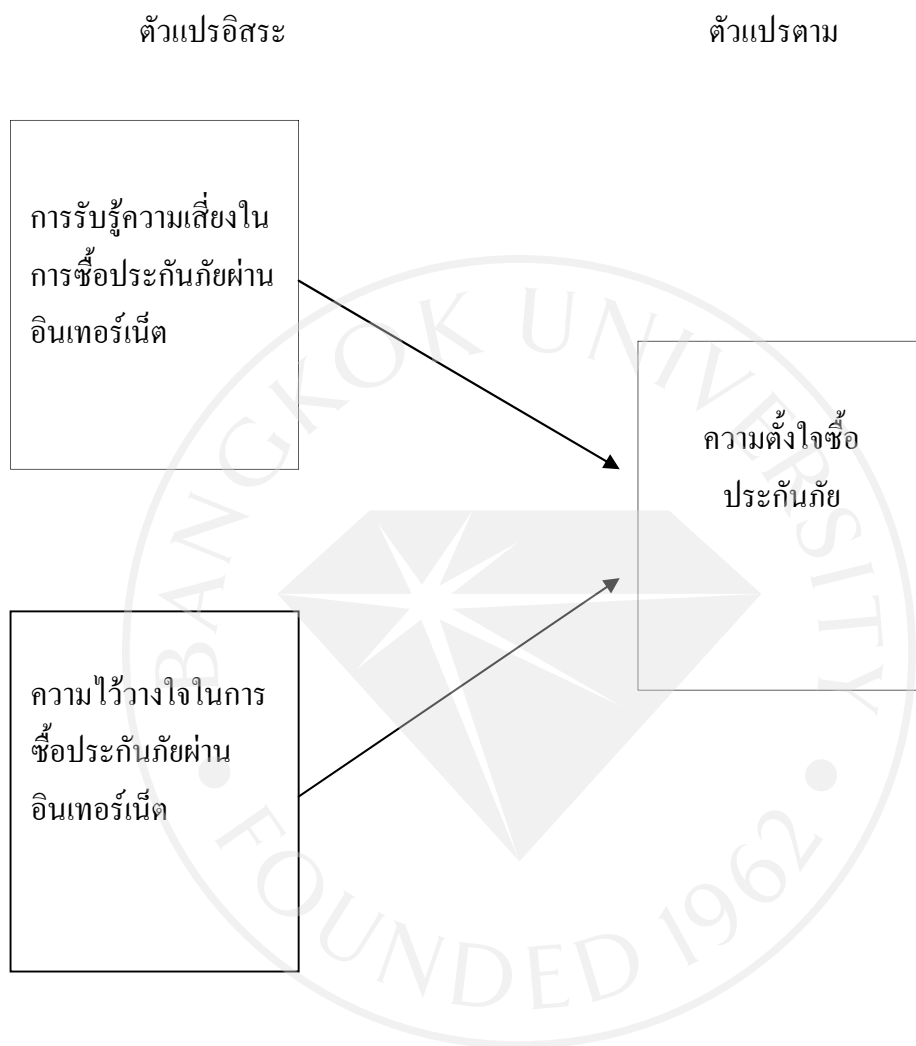 ตัวแปรอิสระ
ตัวแปรตาม
การรับรู้ความเสี่ยงใน
การซื้อประกันภัยผ่าน
อินเทอร์เน็ต
ความตั้งใจซื้อ
ประกันภัย
ความไว้วางใจในการ
ซื้อประกันภัยผ่าน
อินเทอร์เน็ต
BANGKOK UNIVERSITY
FOUNDED 1962